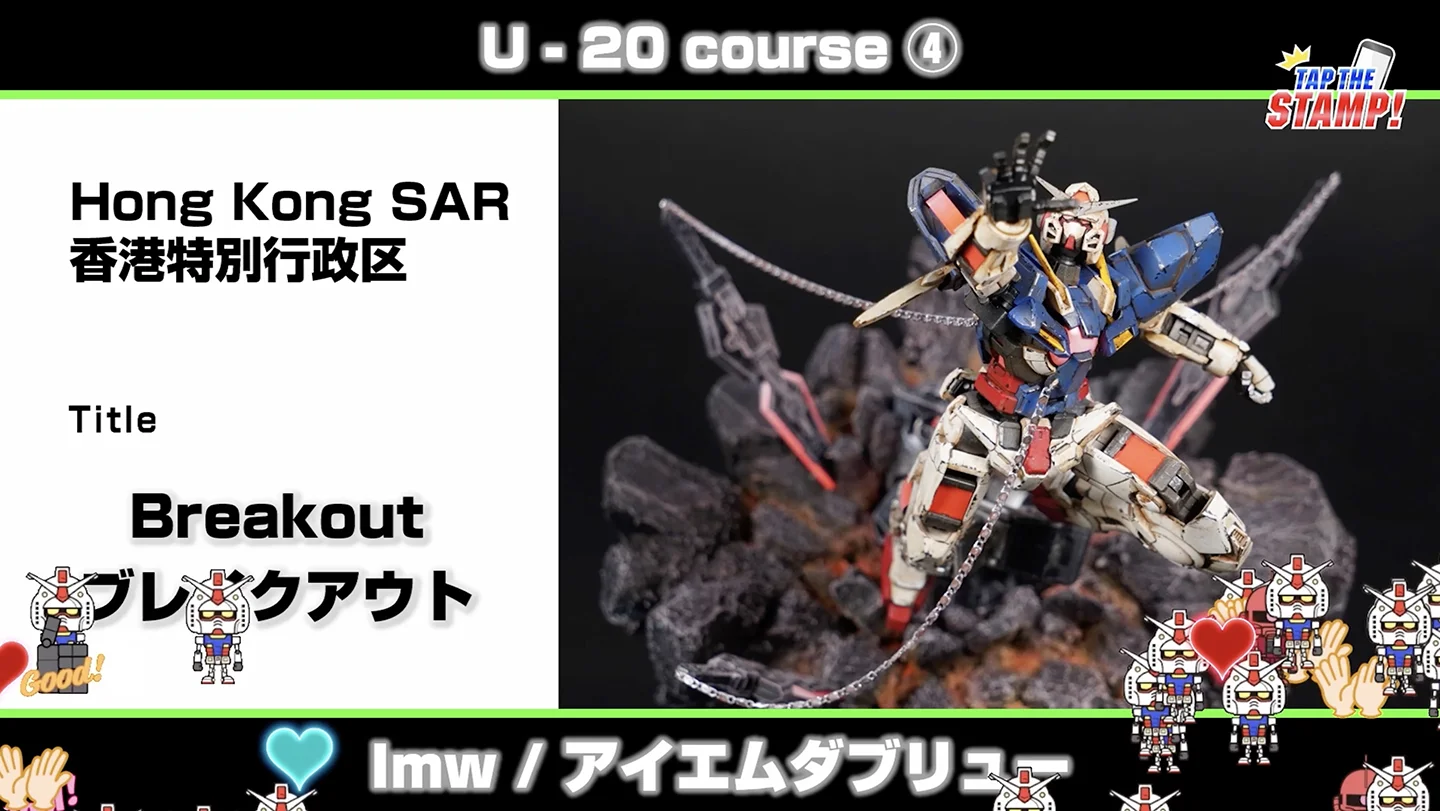 U - 20 course ④
TAP THE
STAMP!
Hong Kong SAR
香港特別行政区
Title
Breakout
ブレイクアウト
Imw / アイエムダブリュー
Good!